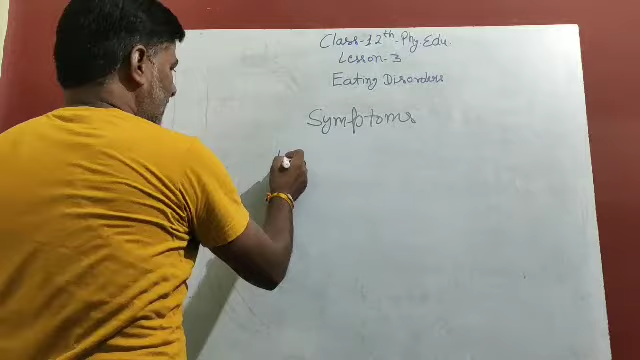 Class-12th-Phy.Edu.
Lesson-3
Eating Disorders
Symptoms